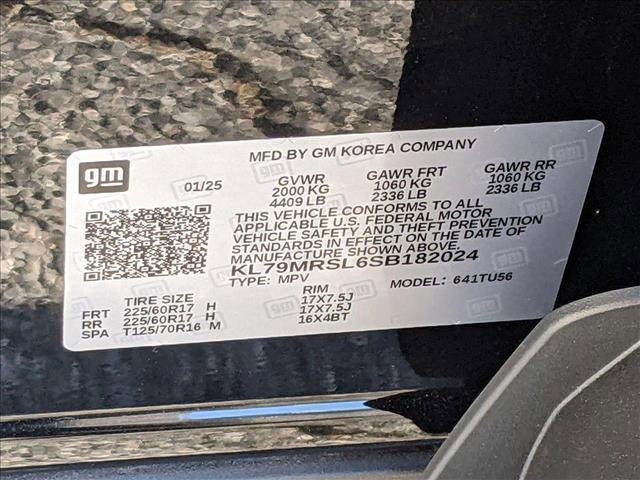 MFD BY GM KOREA COMPANY
gm
01/25
GVWR GAWR FRT GAWR RR
2000 KG 1060 KG 1060 KG
4409 LB 2336 LB 2336 LB
THIS VEHICLE CONFORMS TO ALL
APPLICABLE U.S. FEDERAL MOTOR
VEHICLE SAFETY AND THEFT PREVENTION
STANDARDS IN EFFECT ON THE DATE OF
MANUFACTURE SHOWN ABOVE.
KL79MRSL6SB182024
TYPE: MPV MODEL: 641TU56
TIRE SIZE RIM
FRT 225/60R17 H 17X7.5J
RR 225/60R17 H 17X7.5J
SPA T125/70R16 M 16X4BT